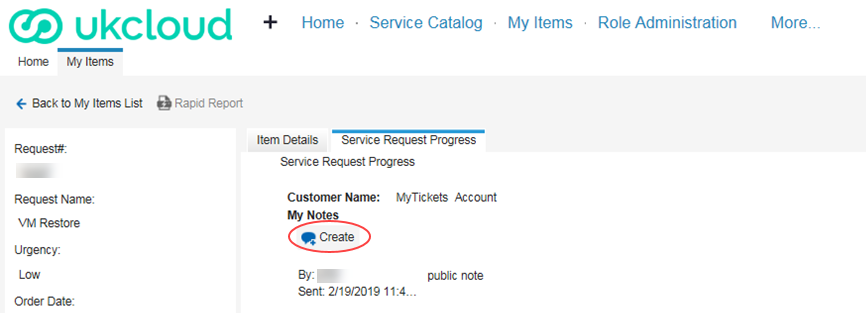 ukcloud + Home · Service Catalog · My Items · Role Administration More...
Home My Items
Back to My Items List Rapid Report
Item Details Service Request Progress
Request#:
Service Request Progress
Request Name:
VM Restore
Urgency:
Low
Order Date:
Customer Name: MyTickets Account
My Notes
Create
By: public note
Sent: 2/19/2019 11:4...